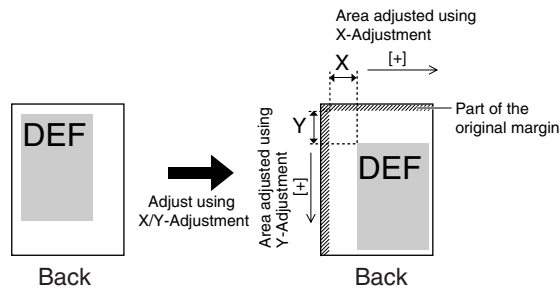 Area adjusted using
X-Adjustment
X
[+]
DEF
Adjust using
X/Y-Adjustment
Back
Area adjusted using
Y-Adjustment
[+]
Y
Part of the
original margin
DEF
Back